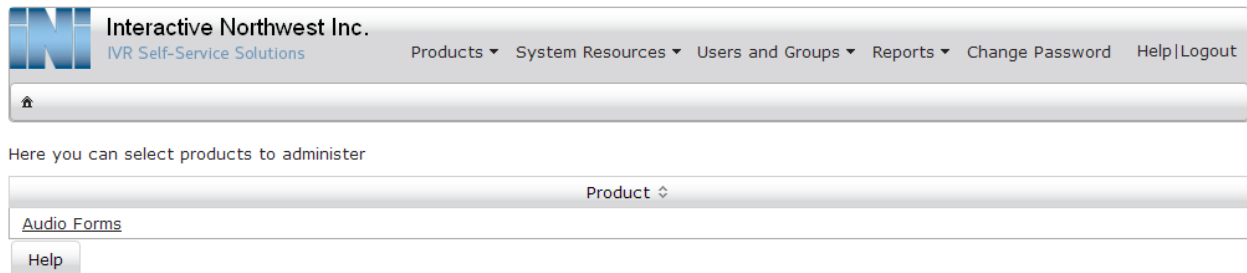 iNi
Interactive Northwest Inc.
IVR Self-Service Solutions
Products System Resources Users and Groups Reports Change Password Help|Logout
Here you can select products to administer
Product
Audio Forms
Help